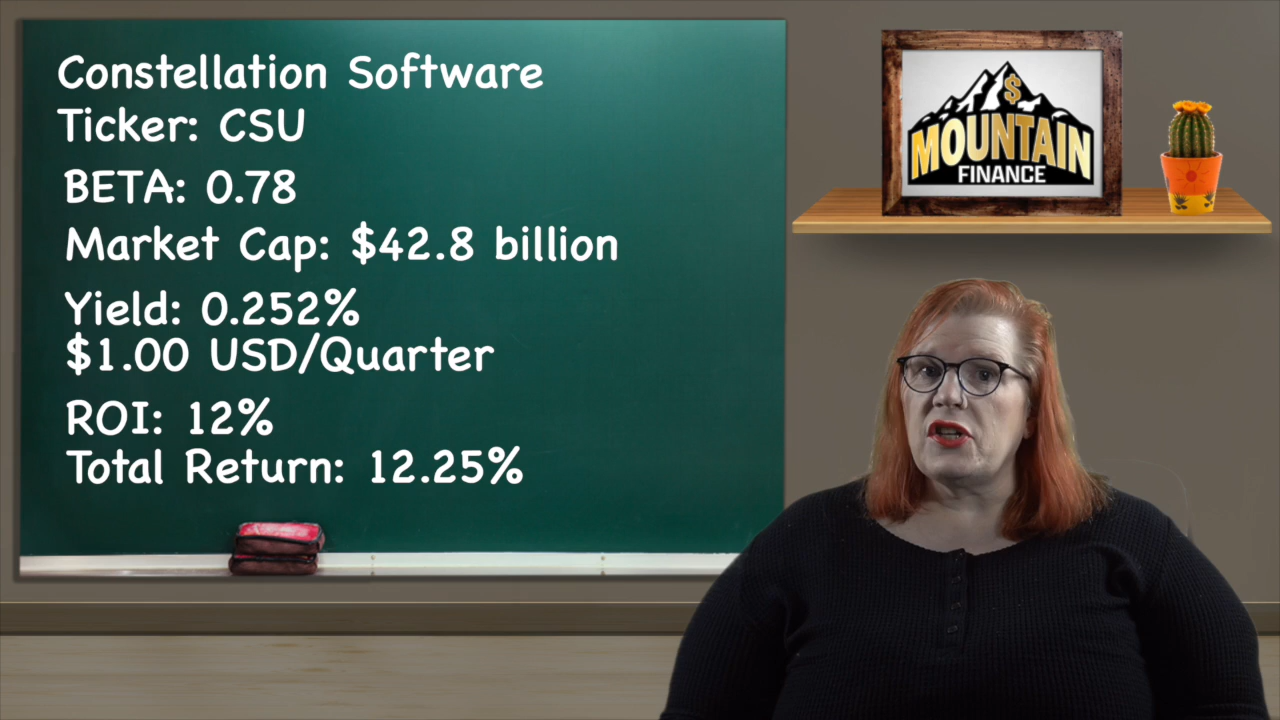 Constellation Software
Ticker: CSU
BETA: 0.78
Market Cap: $42.8 billion
Yield: 0.252%
$1.00 USD/Quarter
ROI: 12%
Total Return: 12.25%
$
MOUNTAIN
FINANCE